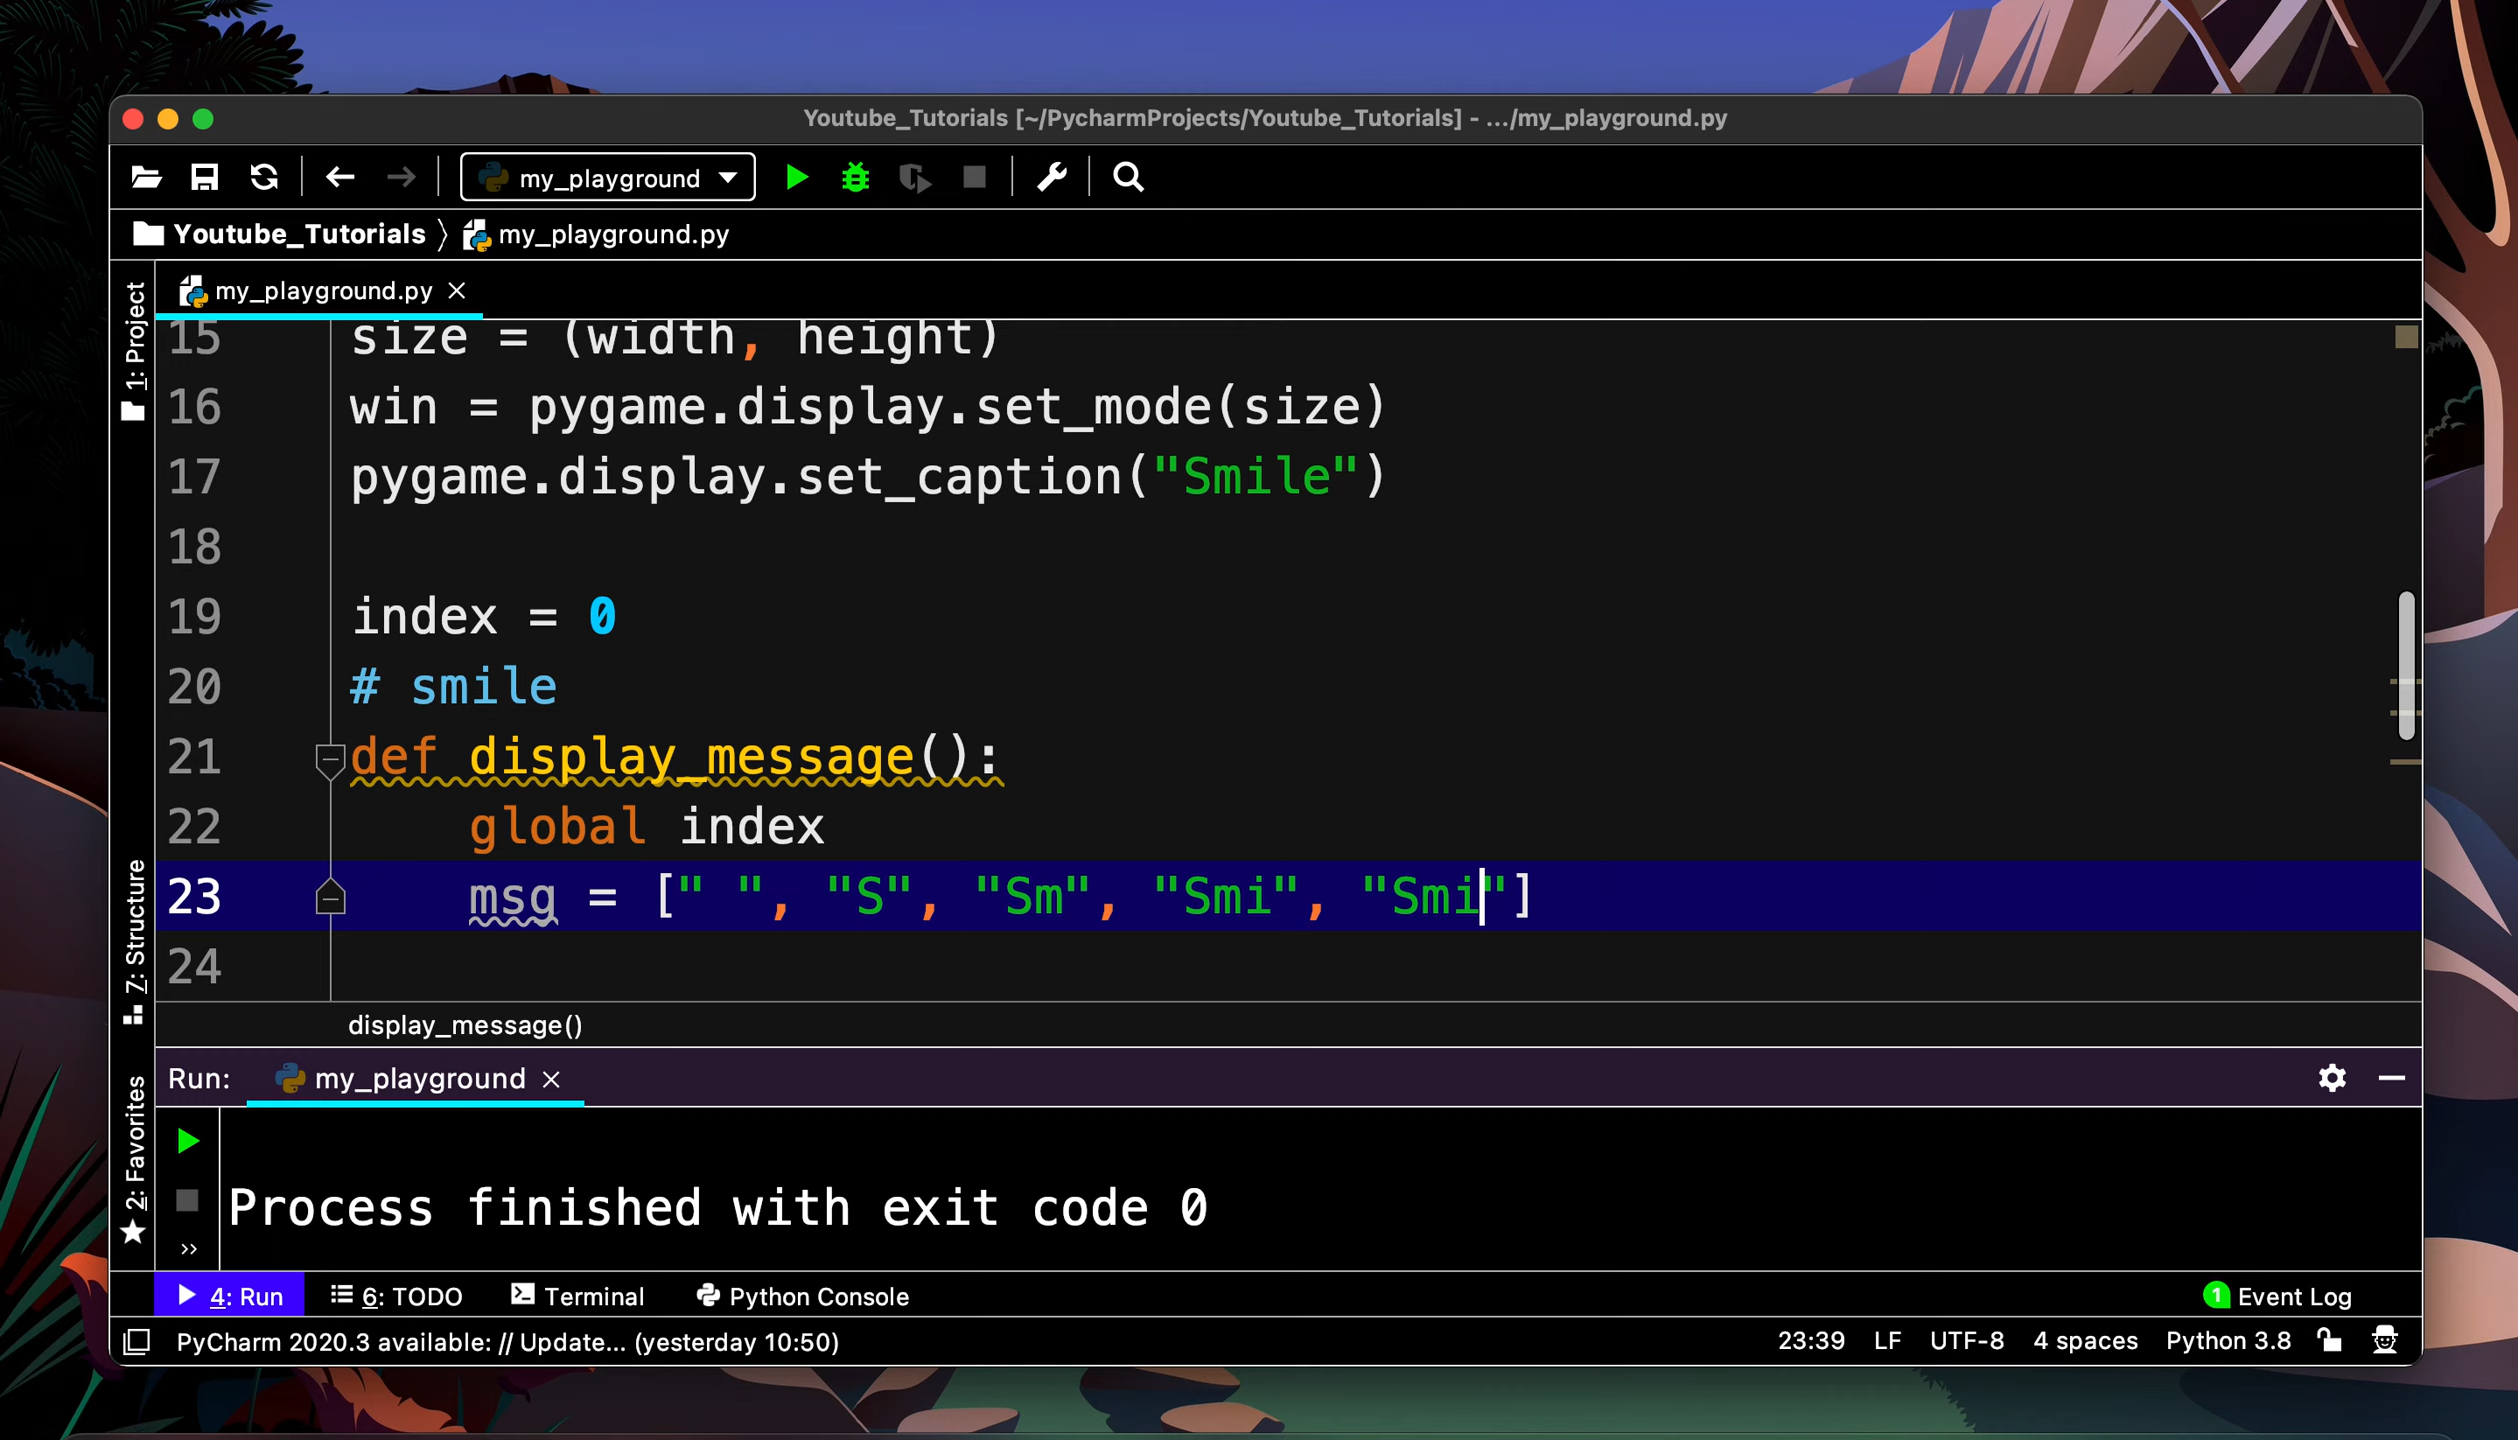 Youtube_Tutorials [~/PycharmProjects/Youtube_Tutorials] - .../my_playground.py
my_playground
Youtube_Tutorials 〉 my_playground.py
my_playground.py ×
1: Project
7: Structure
2: Favorites
15 size = (width, height)
16 win = pygame.display.set_mode(size)
17 pygame.display.set_caption("Smile")
18
19 index = 0
20 # smile
21 def display_message():
22     global index
23     msg = [" ", "S", "Sm", "Smi", "Smi"]
24
display_message()
Run: my_playground ×
Process finished with exit code 0
4: Run 6: TODO Terminal Python Console 1 Event Log
PyCharm 2020.3 available: // Update... (yesterday 10:50) 23:39 LF UTF-8 4 spaces Python 3.8